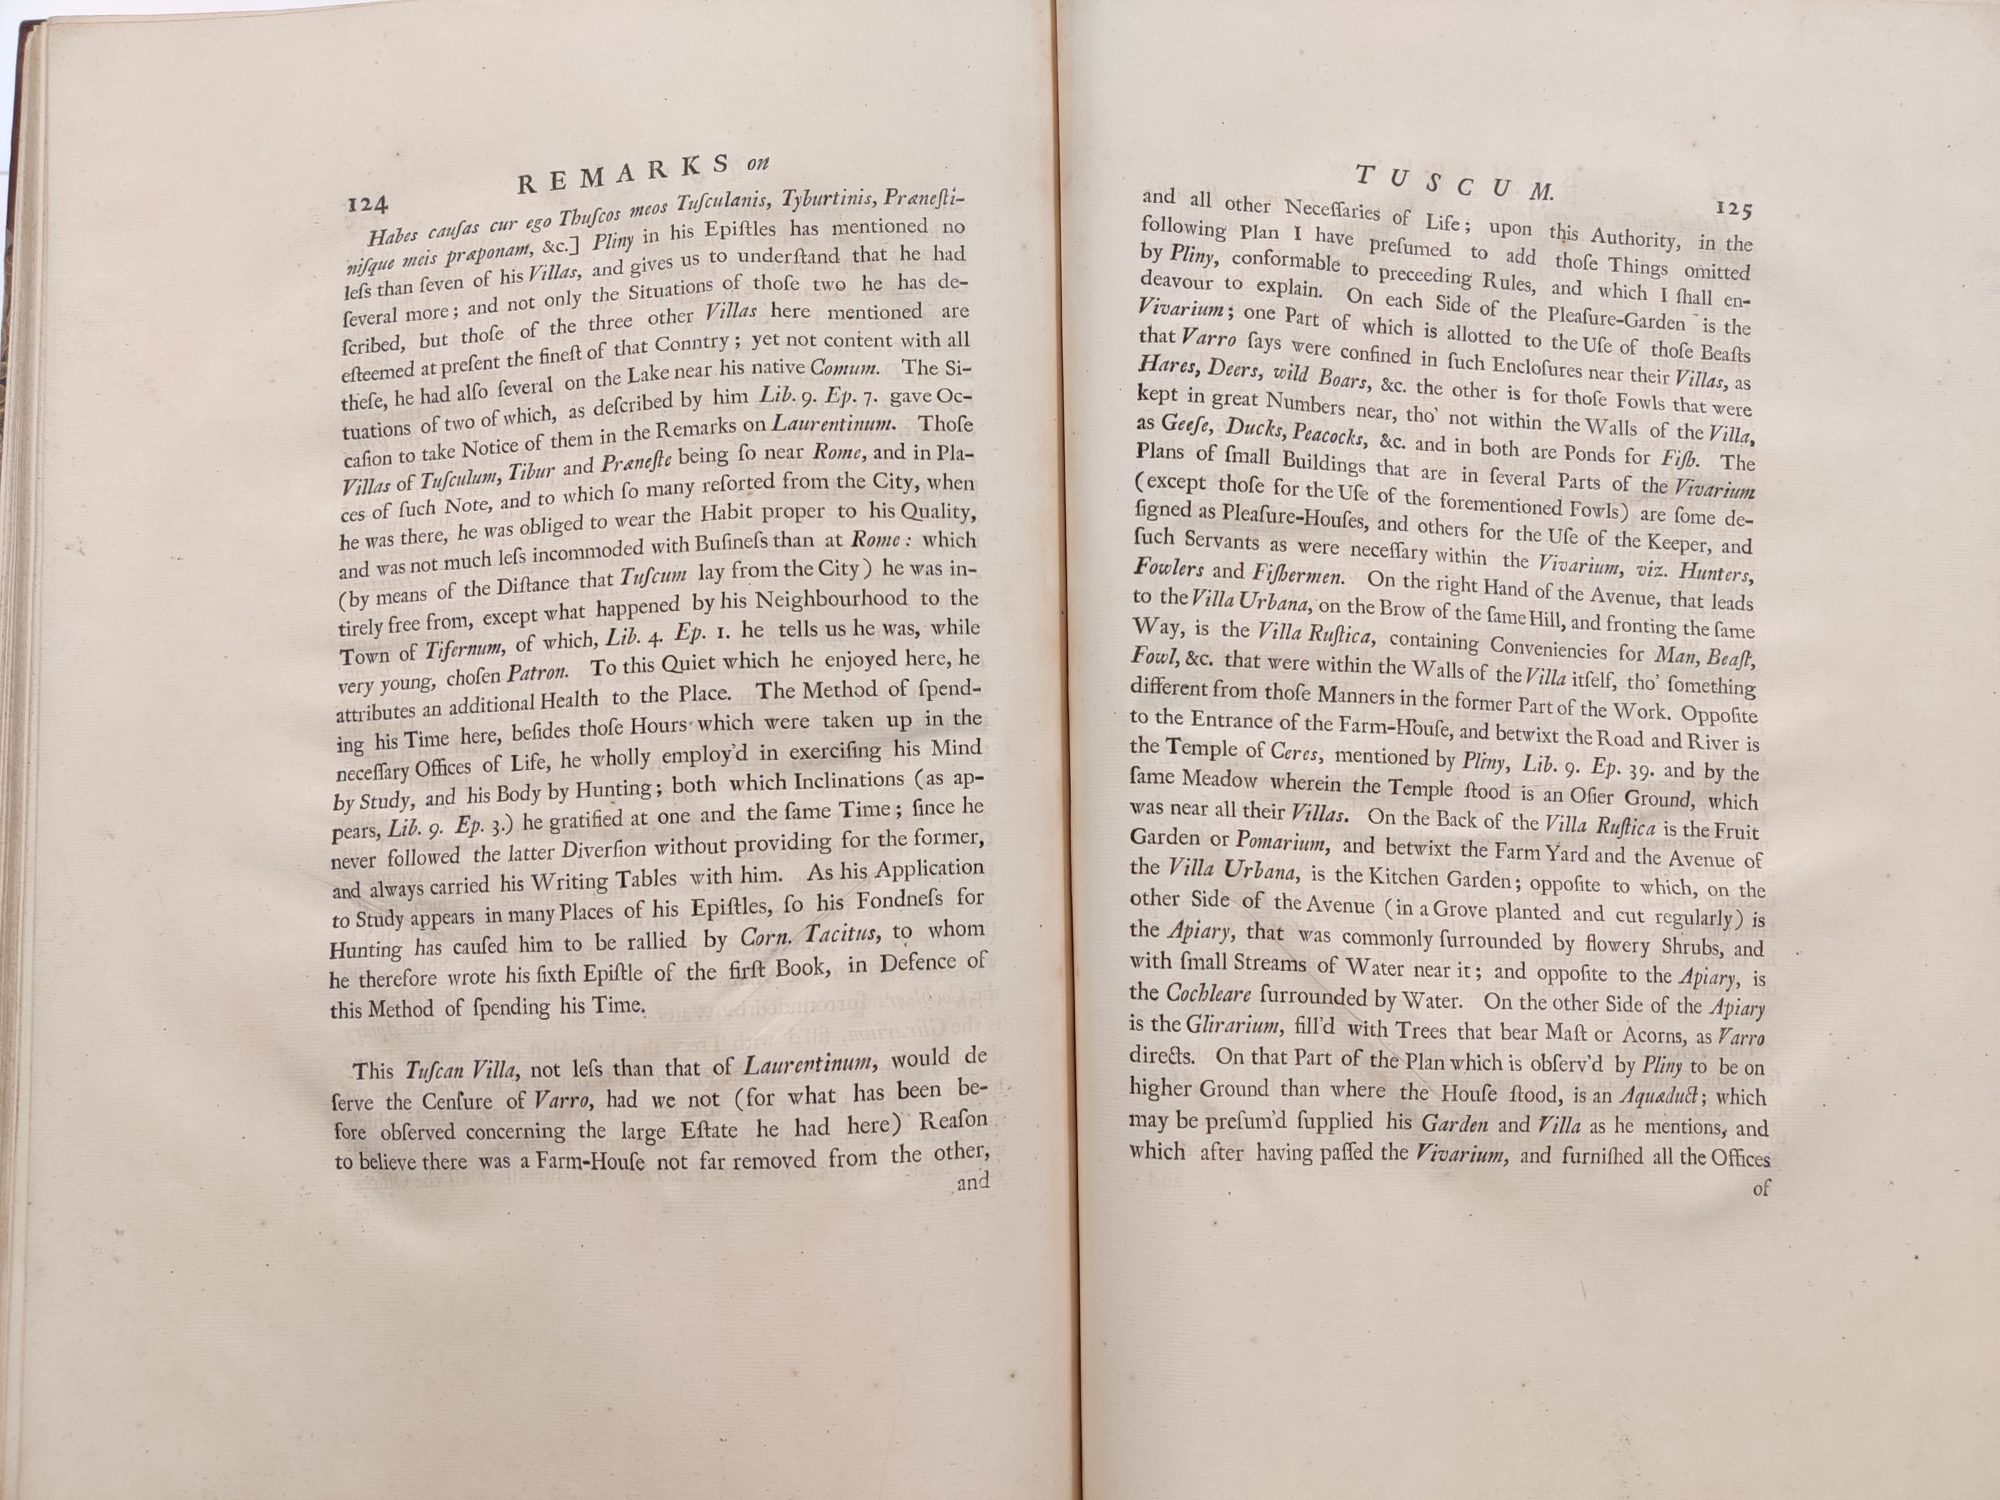 124
REMARKS on
Habes cauſas cur ego Thuſcos meos Tuſculanis, Tyburtinis, Præneſti-
niſque meis præponam, &c.] Pliny in his Epiſtles has mentioned no
leſs than ſeven of his Villas, and gives us to underſtand that he had
ſeveral more; and not only the Situations of thoſe two he has de-
ſcribed, but thoſe of the three other Villas here mentioned are
eſteemed at preſent the fineſt of that Conntry; yet not content with all
theſe, he had alſo ſeveral on the Lake near his native Comum. The Si-
tuations of two of which, as deſcribed by him Lib. 9. Ep. 7. gave Oc-
caſion to take Notice of them in the Remarks on Laurentinum. Thoſe
Villas of Tuſculum, Tibur and Præneſte being ſo near Rome, and in Pla-
ces of ſuch Note, and to which ſo many reſorted from the City, when
he was there, he was obliged to wear the Habit proper to his Quality,
and was not much leſs incommoded with Buſineſs than at Rome: which
(by means of the Diſtance that Tuſcum lay from the City) he was in-
tirely free from, except what happened by his Neighbourhood to the
Town of Tifernum, of which, Lib. 4. Ep. 1. he tells us he was, while
very young, choſen Patron. To this Quiet which he enjoyed here, he
attributes an additional Health to the Place. The Method of ſpend-
ing his Time here, beſides thoſe Hours which were taken up in the
neceſſary Offices of Life, he wholly employ'd in exerciſing his Mind
by Study, and his Body by Hunting; both which Inclinations (as ap-
pears, Lib. 9. Ep. 3.) he gratified at one and the ſame Time; ſince he
never followed the latter Diverſion without providing for the former,
and always carried his Writing Tables with him. As his Application
to Study appears in many Places of his Epiſtles, ſo his Fondneſs for
Hunting has cauſed him to be rallied by Corn. Tacitus, to whom
he therefore wrote his ſixth Epiſtle of the firſt Book, in Defence of
this Method of ſpending his Time.
This Tuſcan Villa, not leſs than that of Laurentinum, would de
ſerve the Cenſure of Varro, had we not (for what has been be-
fore obſerved concerning the large Eſtate he had here) Reaſon
to believe there was a Farm-Houſe not far removed from the other,
and
TUSCUM.
125
and all other Neceſſaries of Life; upon this Authority, in the
following Plan I have preſumed to add thoſe Things omitted
by Pliny, conformable to preceeding Rules, and which I ſhall en-
deavour to explain. On each Side of the Pleaſure-Garden is the
Vivarium; one Part of which is allotted to the Uſe of thoſe Beaſts
that Varro ſays were confined in ſuch Encloſures near their Villas, as
Hares, Deers, wild Boars, &c. the other is for thoſe Fowls that were
kept in great Numbers near, tho' not within the Walls of the Villa,
as Geeſe, Ducks, Peacocks, &c. and in both are Ponds for Fiſh. The
Plans of ſmall Buildings that are in ſeveral Parts of the Vivarium
(except thoſe for the Uſe of the forementioned Fowls) are ſome de-
ſigned as Pleaſure-Houſes, and others for the Uſe of the Keeper, and
ſuch Servants as were neceſſary within the Vivarium, viz. Hunters,
Fowlers and Fiſhermen. On the right Hand of the Avenue, that leads
to the Villa Urbana, on the Brow of the ſame Hill, and fronting the ſame
Way, is the Villa Ruſtica, containing Conveniencies for Man, Beaſt,
Fowl, &c. that were within the Walls of the Villa itſelf, tho' ſomething
different from thoſe Manners in the former Part of the Work. Oppoſite
to the Entrance of the Farm-Houſe, and betwixt the Road and River is
the Temple of Ceres, mentioned by Pliny, Lib. 9. Ep. 39. and by the
ſame Meadow wherein the Temple ſtood is an Oſier Ground, which
was near all their Villas. On the Back of the Villa Ruſtica is the Fruit
Garden or Pomarium, and betwixt the Farm Yard and the Avenue of
the Villa Urbana, is the Kitchen Garden; oppoſite to which, on the
other Side of the Avenue (in a Grove planted and cut regularly) is
the Apiary, that was commonly ſurrounded by flowery Shrubs, and
with ſmall Streams of Water near it; and oppoſite to the Apiary, is
the Cochleare ſurrounded by Water. On the other Side of the Apiary
is the Glirarium, fill'd with Trees that bear Maſt or Acorns, as Varro
directs. On that Part of the Plan which is obſerv'd by Pliny to be on
higher Ground than where the Houſe ſtood, is an Aquæduct; which
may be preſum'd ſupplied his Garden and Villa as he mentions, and
which after having paſſed the Vivarium, and furniſhed all the Offices
of